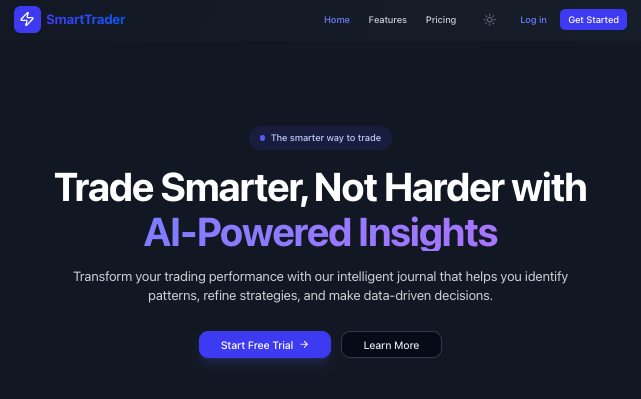 SmartTrader
Home Features Pricing Log in Get Started
The smarter way to trade
Trade Smarter, Not Harder with
AI-Powered Insights
Transform your trading performance with our intelligent journal that helps you identify
patterns, refine strategies, and make data-driven decisions.
Start Free Trial → Learn More